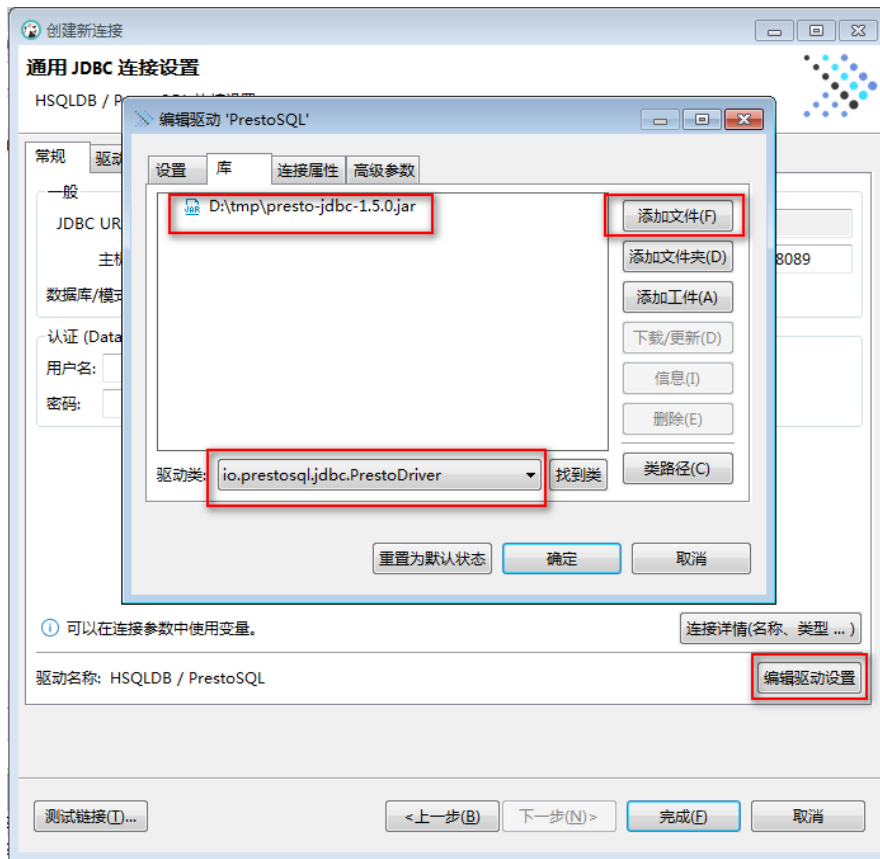 创建新连接
通用 JDBC 连接设置
HSQLDB / P
编辑驱动 'PrestoSQL'
常规 驱动
设置 库 连接属性 高级参数
一般
D:\tmp\presto-jdbc-1.5.0.jar
添加文件(F)
JDBC UR
添加文件夹(D)
主机
8089
添加工件(A)
数据库/模式
下载/更新(D)
认证 (Data
用户名:
信息(I)
密码:
删除(E)
驱动类: io.prestosql.jdbc.PrestoDriver 找到类 类路径(C)
重置为默认状态 确定 取消
可以在连接参数中使用变量。
连接详情(名称、类型 ... )
驱动名称: HSQLDB / PrestoSQL
编辑驱动设置
测试链接(T)... <上一步(B) 下一步(N)> 完成(F) 取消